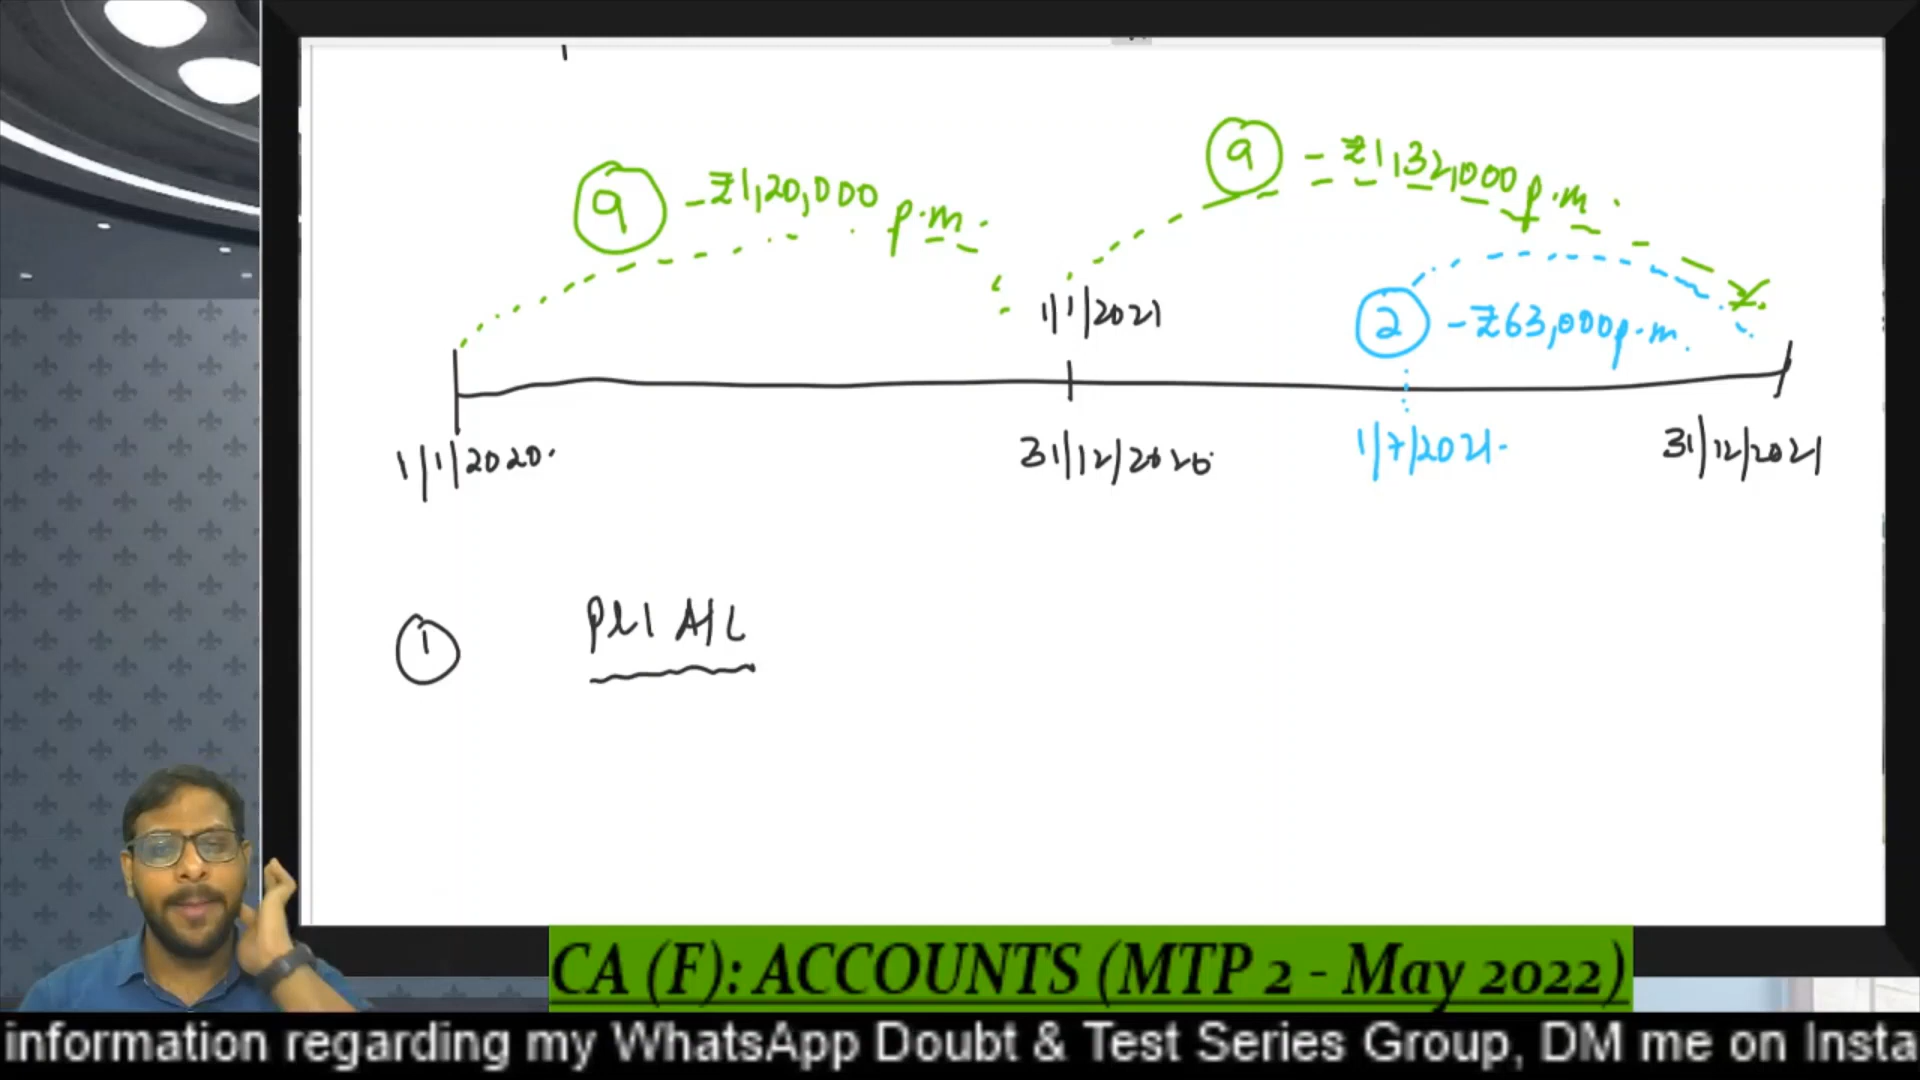 9 - ₹1,20,000 p.m.
9 - ₹1,32,000 p.m.
1/1/2021
2 - ₹63,000 p.m.
1/1/2020.
31/12/2020
1/7/2021.
31/12/2021
1
P&L A/c
CA (F): ACCOUNTS (MTP 2 - May 2022)
information regarding my WhatsApp Doubt & Test Series Group, DM me on Insta